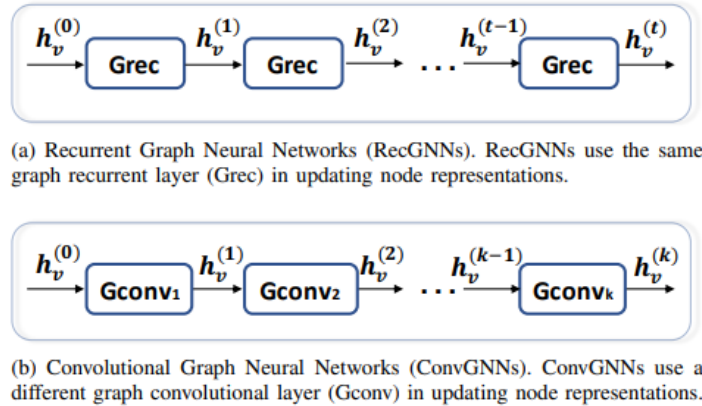 h_v^(0) h_v^(1) h_v^(2) h_v^(t−1) h_v^(t)
Grec Grec ... Grec
(a) Recurrent Graph Neural Networks (RecGNNs). RecGNNs use the same
graph recurrent layer (Grec) in updating node representations.
h_v^(0) h_v^(1) h_v^(2) h_v^(k−1) h_v^(k)
Gconv₁ Gconv₂ ... Gconvₖ
(b) Convolutional Graph Neural Networks (ConvGNNs). ConvGNNs use a
different graph convolutional layer (Gconv) in updating node representations.